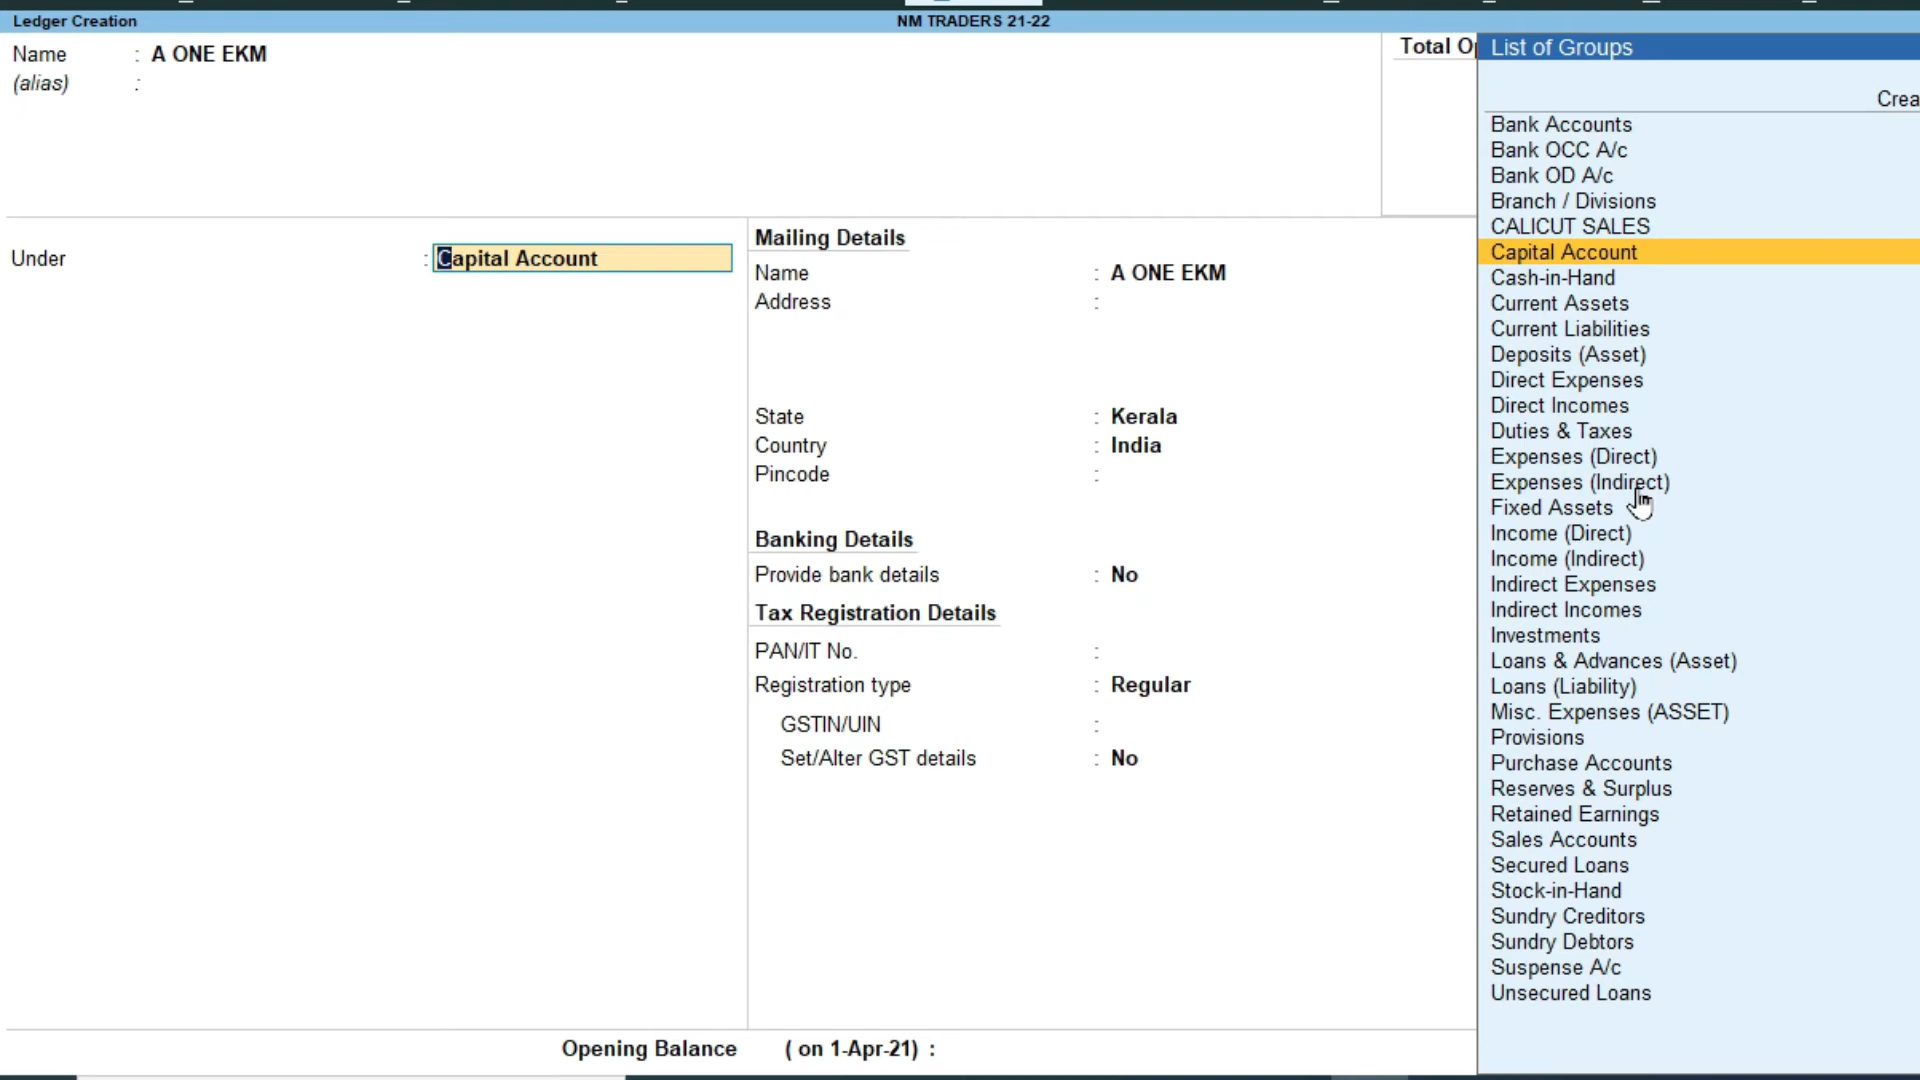 Ledger Creation
NM TRADERS 21-22
Name : A ONE EKM
(alias) :
Total O
Under : Capital Account
Mailing Details
Name : A ONE EKM
Address :
State : Kerala
Country : India
Pincode :
Banking Details
Provide bank details : No
Tax Registration Details
PAN/IT No. :
Registration type : Regular
GSTIN/UIN :
Set/Alter GST details : No
Opening Balance ( on 1-Apr-21) :
List of Groups
Crea
Bank Accounts
Bank OCC A/c
Bank OD A/c
Branch / Divisions
CALICUT SALES
Capital Account
Cash-in-Hand
Current Assets
Current Liabilities
Deposits (Asset)
Direct Expenses
Direct Incomes
Duties & Taxes
Expenses (Direct)
Expenses (Indirect)
Fixed Assets
Income (Direct)
Income (Indirect)
Indirect Expenses
Indirect Incomes
Investments
Loans & Advances (Asset)
Loans (Liability)
Misc. Expenses (ASSET)
Provisions
Purchase Accounts
Reserves & Surplus
Retained Earnings
Sales Accounts
Secured Loans
Stock-in-Hand
Sundry Creditors
Sundry Debtors
Suspense A/c
Unsecured Loans